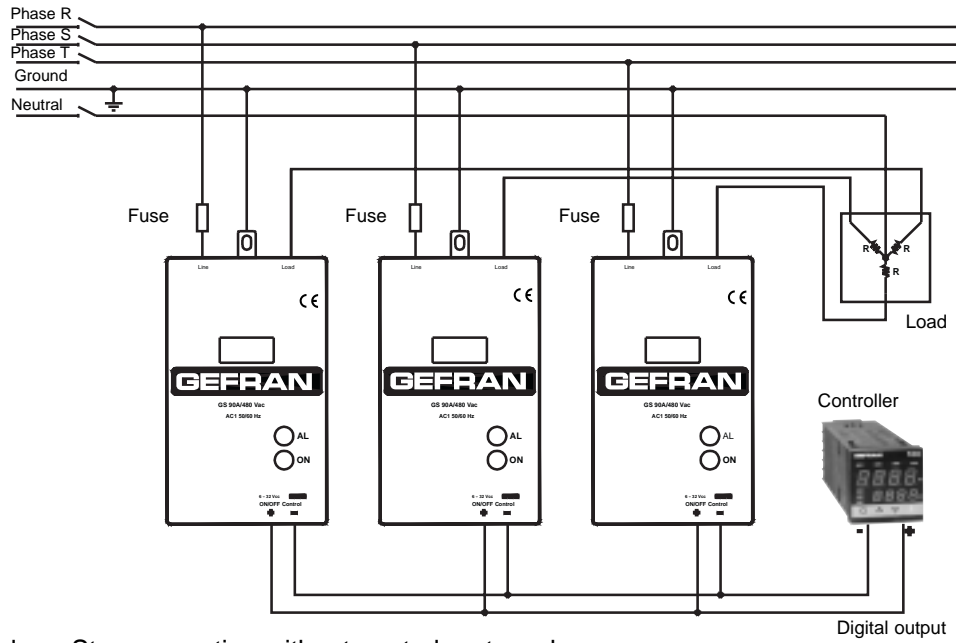 Phase R
Phase S
Phase T
Ground
Neutral
Fuse
Fuse
Fuse
Line
Load
Line
Load
Line
Load
CE
CE
CE
R
R
R
Load
GEFRAN
GEFRAN
GEFRAN
GS 90A/480 Vac
AC1 50/60 Hz
GS 90A/480 Vac
AC1 50/60 Hz
GS 90A/480 Vac
AC1 50/60 Hz
Controller
AL
AL
AL
ON
ON
ON
6 ÷ 32 Vcc
ON/OFF Control
+ -
6 ÷ 32 Vcc
ON/OFF Control
+ -
6 ÷ 32 Vcc
ON/OFF Control
+ -
- +
Digital output